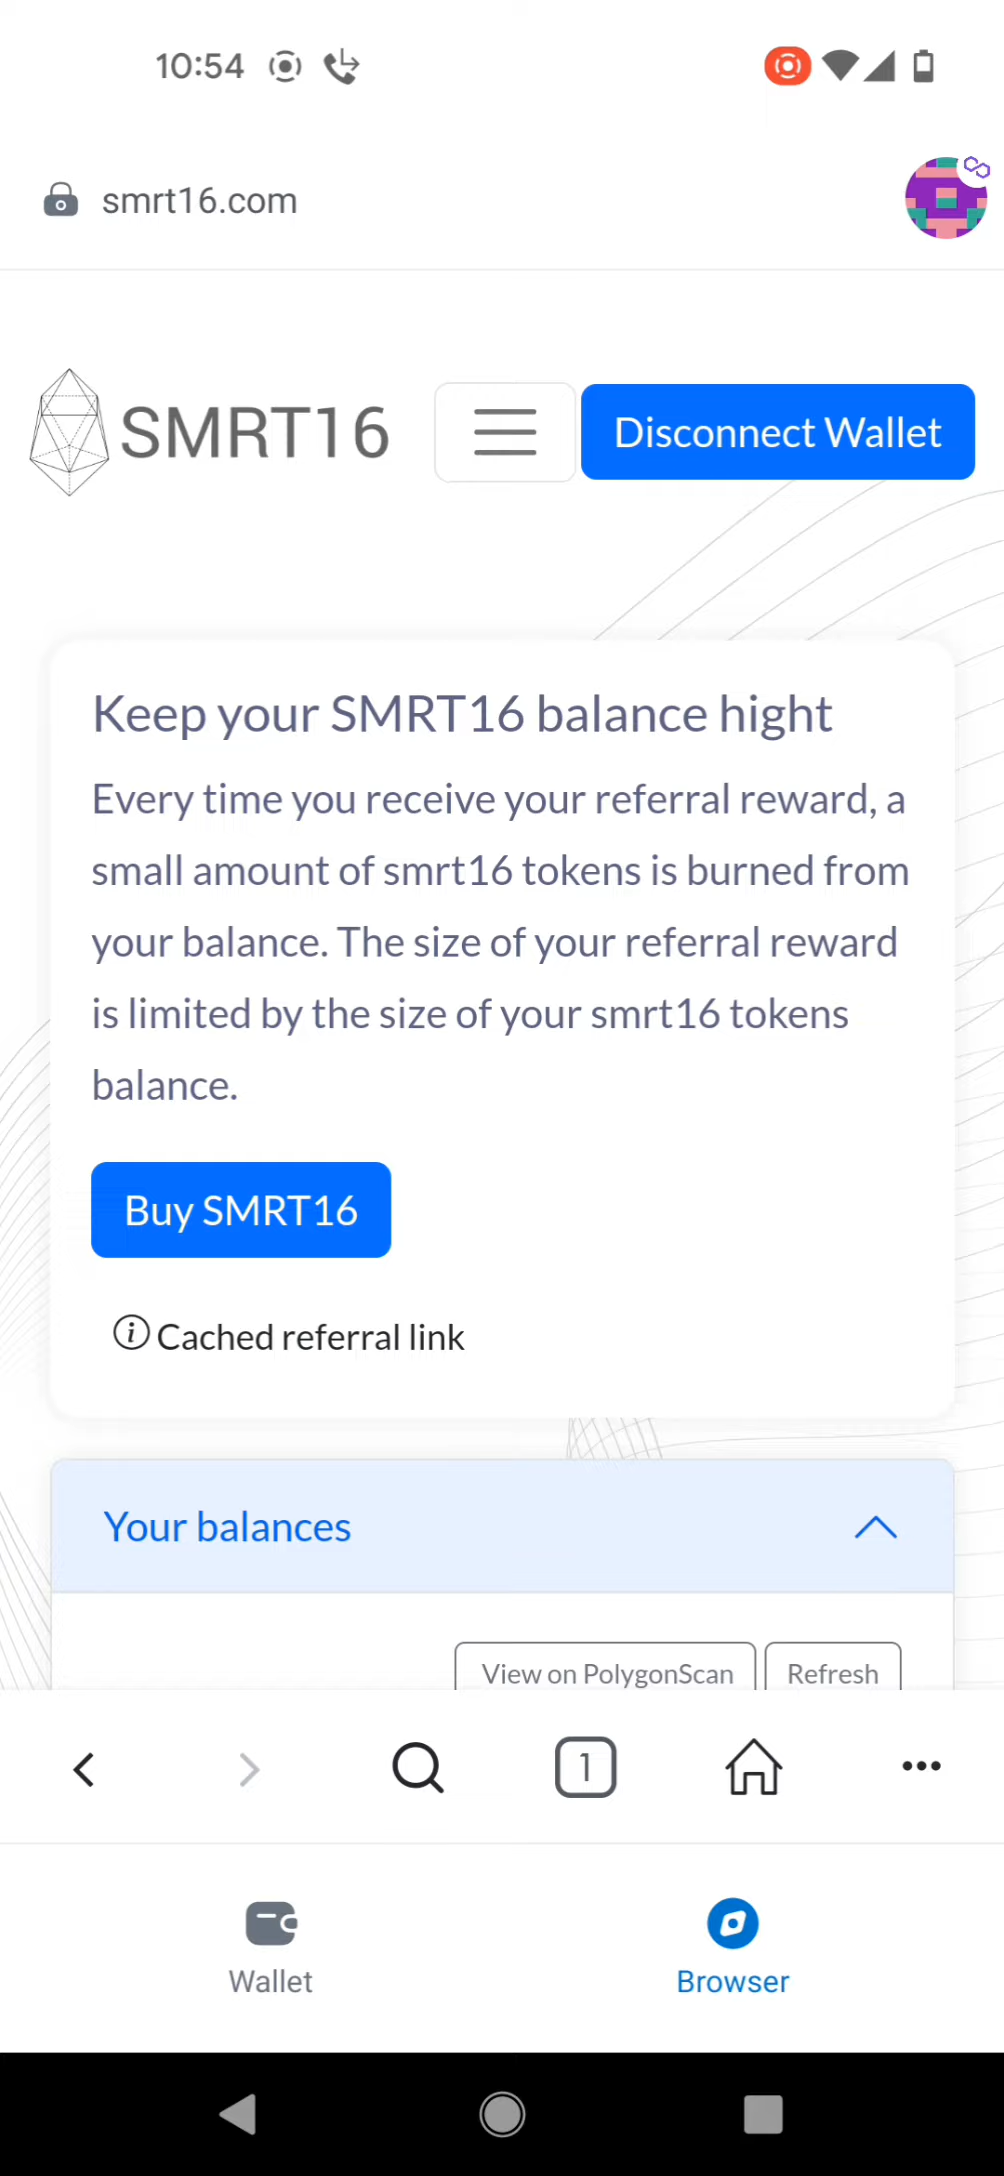 10:54
smrt16.com
SMRT16
Disconnect Wallet
Keep your SMRT16 balance hight
Every time you receive your referral reward, a
small amount of smrt16 tokens is burned from
your balance. The size of your referral reward
is limited by the size of your smrt16 tokens
balance.
Buy SMRT16
Cached referral link
Your balances
View on PolygonScan
Refresh
1
Wallet
Browser